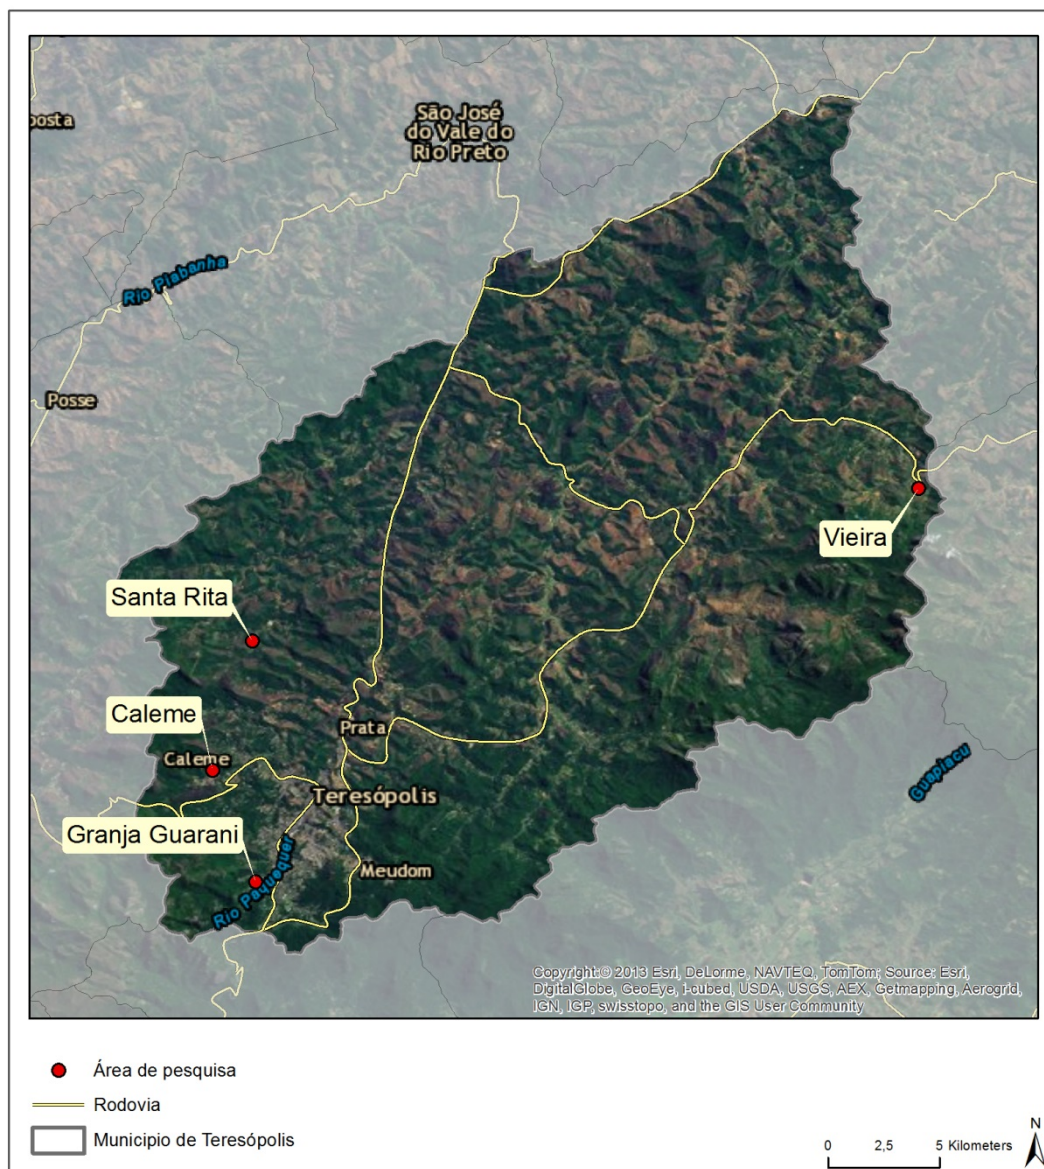 São José
do Vale do
Rio Preto
posta
Rio Piabanha
Posse
Vieira
Santa Rita
Caleme
Prata
Caleme
Teresópolis
Guapiacu
Granja Guarani
Meudom
Rio Paquequer
Copyright:© 2013 Esri, DeLorme, NAVTEQ, TomTom; Source: Esri,
DigitalGlobe, GeoEye, i-cubed, USDA, USGS, AEX, Getmapping, Aerogrid,
IGN, IGP, swisstopo, and the GIS User Community
Área de pesquisa
Rodovia
Municipio de Teresópolis
N
0 2,5 5 Kilometers